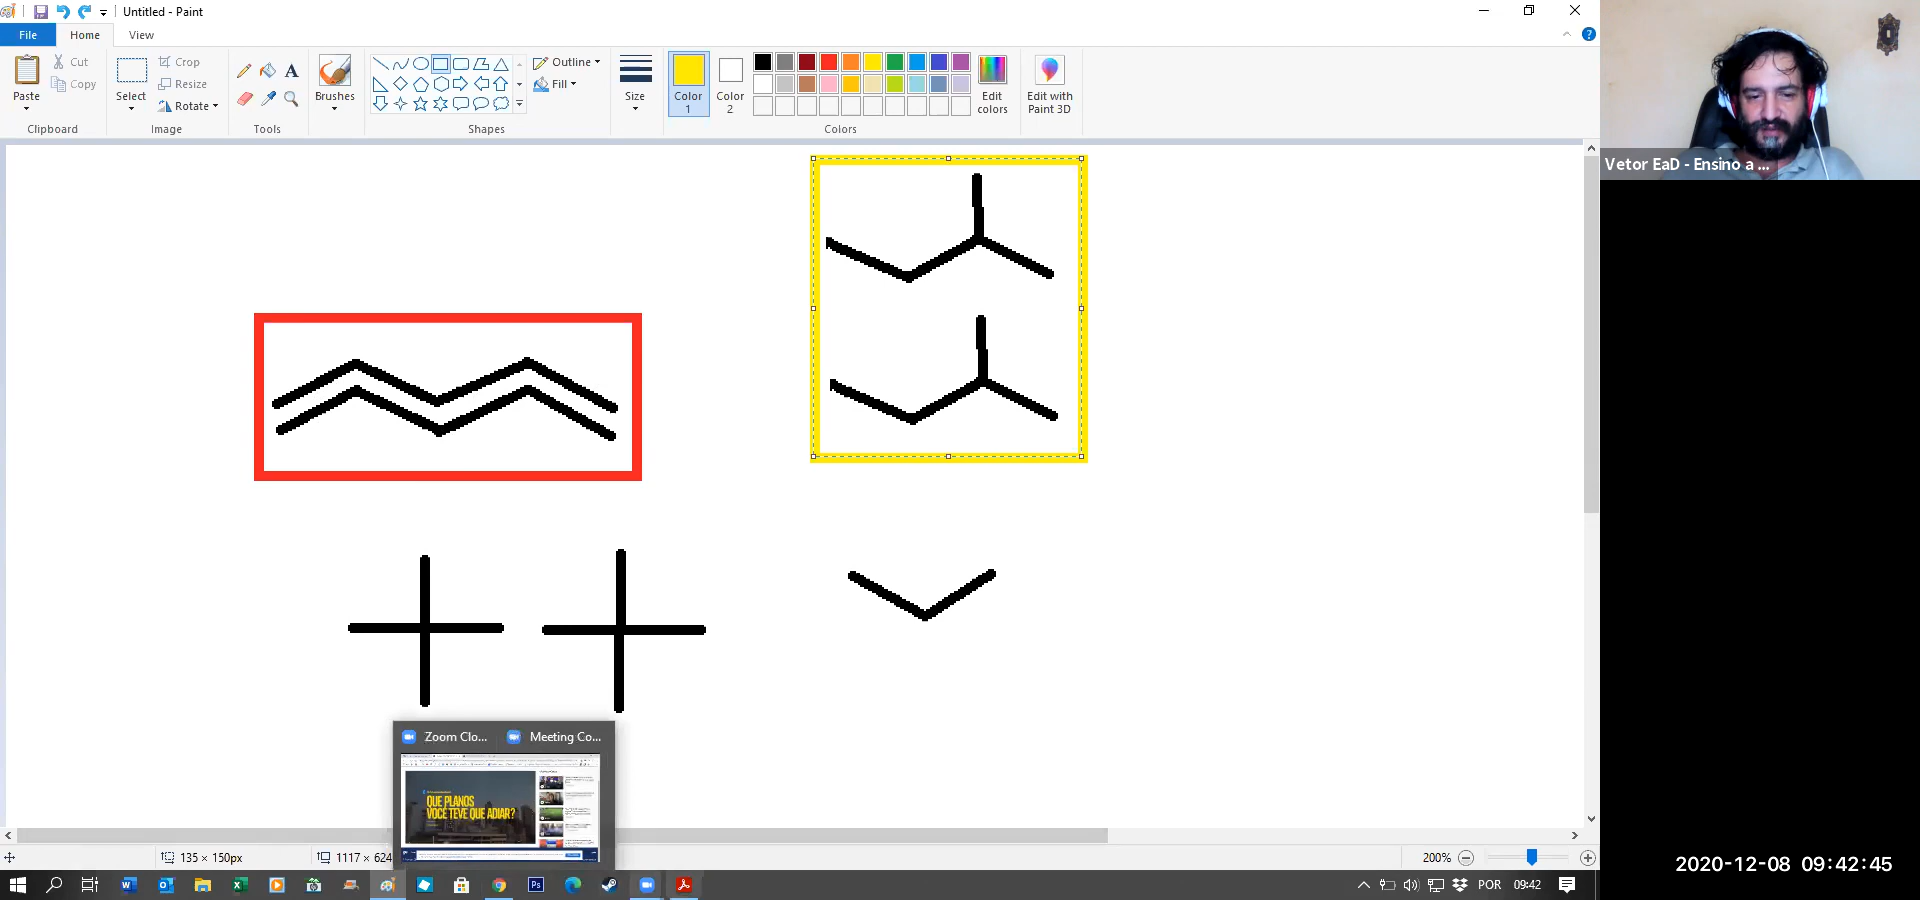 Untitled - Paint
File Home View
Paste
Cut
Copy
Clipboard
Select
Crop
Resize
Rotate
Image
A
Tools
Brushes
Shapes
Outline
Fill
Size
Color 1
Color 2
Edit colors
Edit with Paint 3D
Colors
Vetor EaD - Ensino a ...
Zoom Clo...
Meeting Co...
QUE PLANOS
VOCÊ TEVE QUE ADIAR?
135 × 150px
1117 × 624
200%
Ps
POR
09:42
2020-12-08 09:42:45